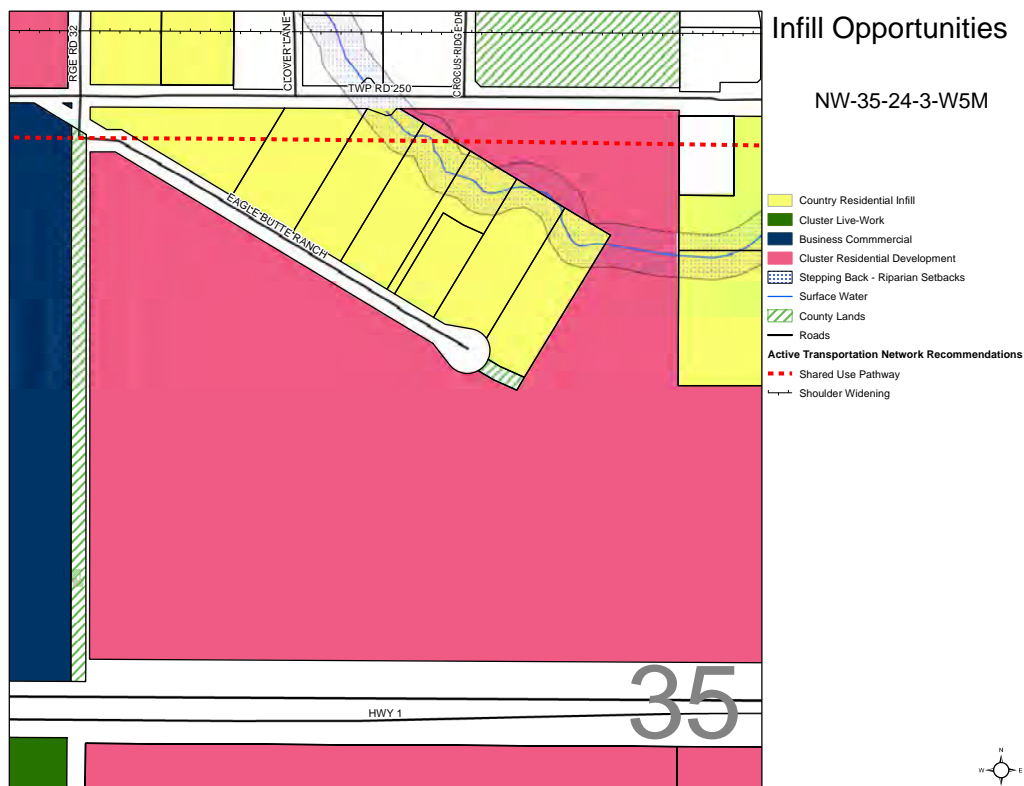 Infill Opportunities
NW-35-24-3-W5M
RGE RD 32
CLOVER LANE
CROCUS RIDGE DR
TWP RD 250
EAGLE BUTTE RANCH
35
HWY 1
Country Residential Infill
Cluster Live-Work
Business Commmercial
Cluster Residential Development
Stepping Back - Riparian Setbacks
Surface Water
County Lands
Roads
Active Transportation Network Recommendations
Shared Use Pathway
Shoulder Widening
N
W
E
S